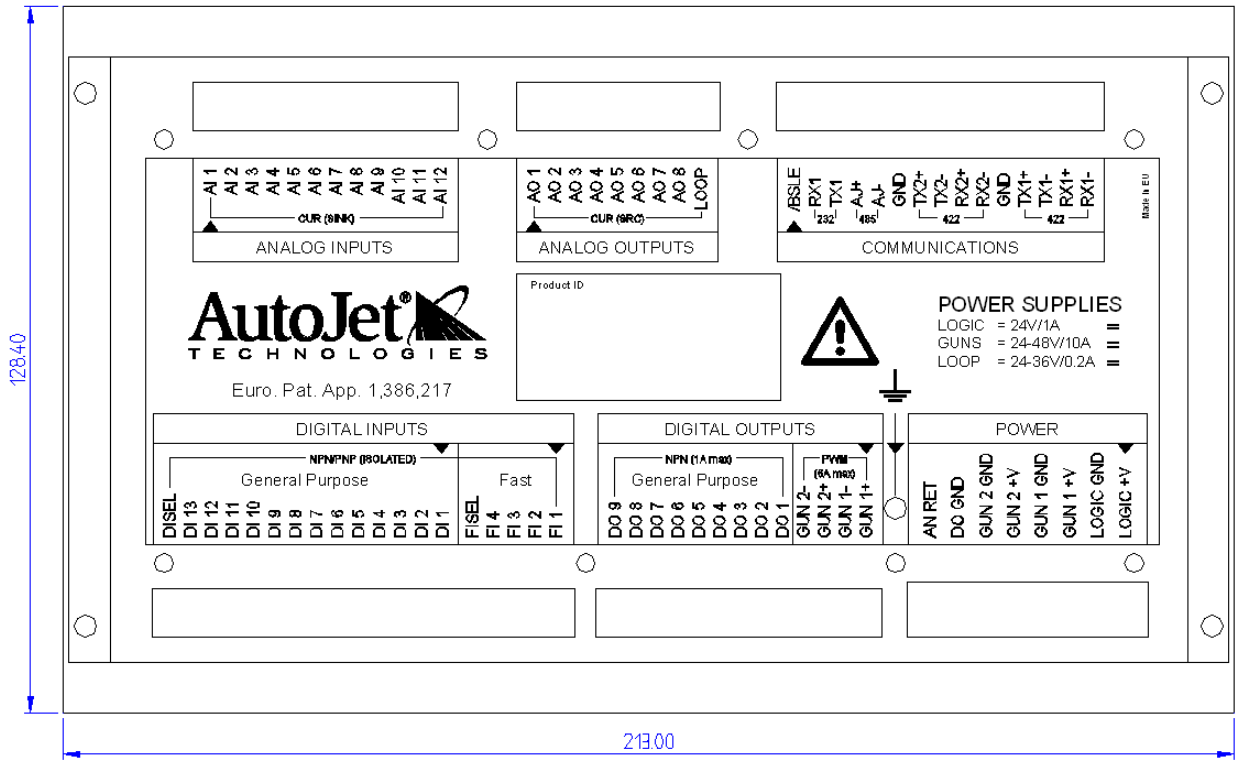 AI 1
AI 2
AI 3
AI 4
AI 5
AI 6
AI 7
AI 8
AI 9
AI 10
AI 11
AI 12
CUR (SINK)
ANALOG INPUTS
AO 1
AO 2
AO 3
AO 4
AO 5
AO 6
AO 7
AO 8
LOOP
CUR (SRC)
ANALOG OUTPUTS
/BSLE
RX1
TX1
AJ+
AJ-
GND
TX2+
TX2-
RX2+
RX2-
GND
TX1+
TX1-
RX1+
RX1-
232
485
422
422
COMMUNICATIONS
Made in EU
AutoJet®
TECHNOLOGIES
Euro. Pat. App. 1,386,217
Product ID
POWER SUPPLIES
LOGIC = 24V/1A
GUNS = 24-48V/10A
LOOP = 24-36V/0.2A
DIGITAL INPUTS
NPN/PNP (ISOLATED)
General Purpose
Fast
DISEL
DI 13
DI 12
DI 11
DI 10
DI 9
DI 8
DI 7
DI 6
DI 5
DI 4
DI 3
DI 2
DI 1
FISEL
FI 4
FI 3
FI 2
FI 1
DIGITAL OUTPUTS
NPN (1A max)
General Purpose
PWM
(6A max)
DO 9
DO 8
DO 7
DO 6
DO 5
DO 4
DO 3
DO 2
DO 1
GUN 2-
GUN 2+
GUN 1-
GUN 1+
POWER
AN RET
DO GND
GUN 2 GND
GUN 2 +V
GUN 1 GND
GUN 1 +V
LOGIC GND
LOGIC +V
128.40
213.00